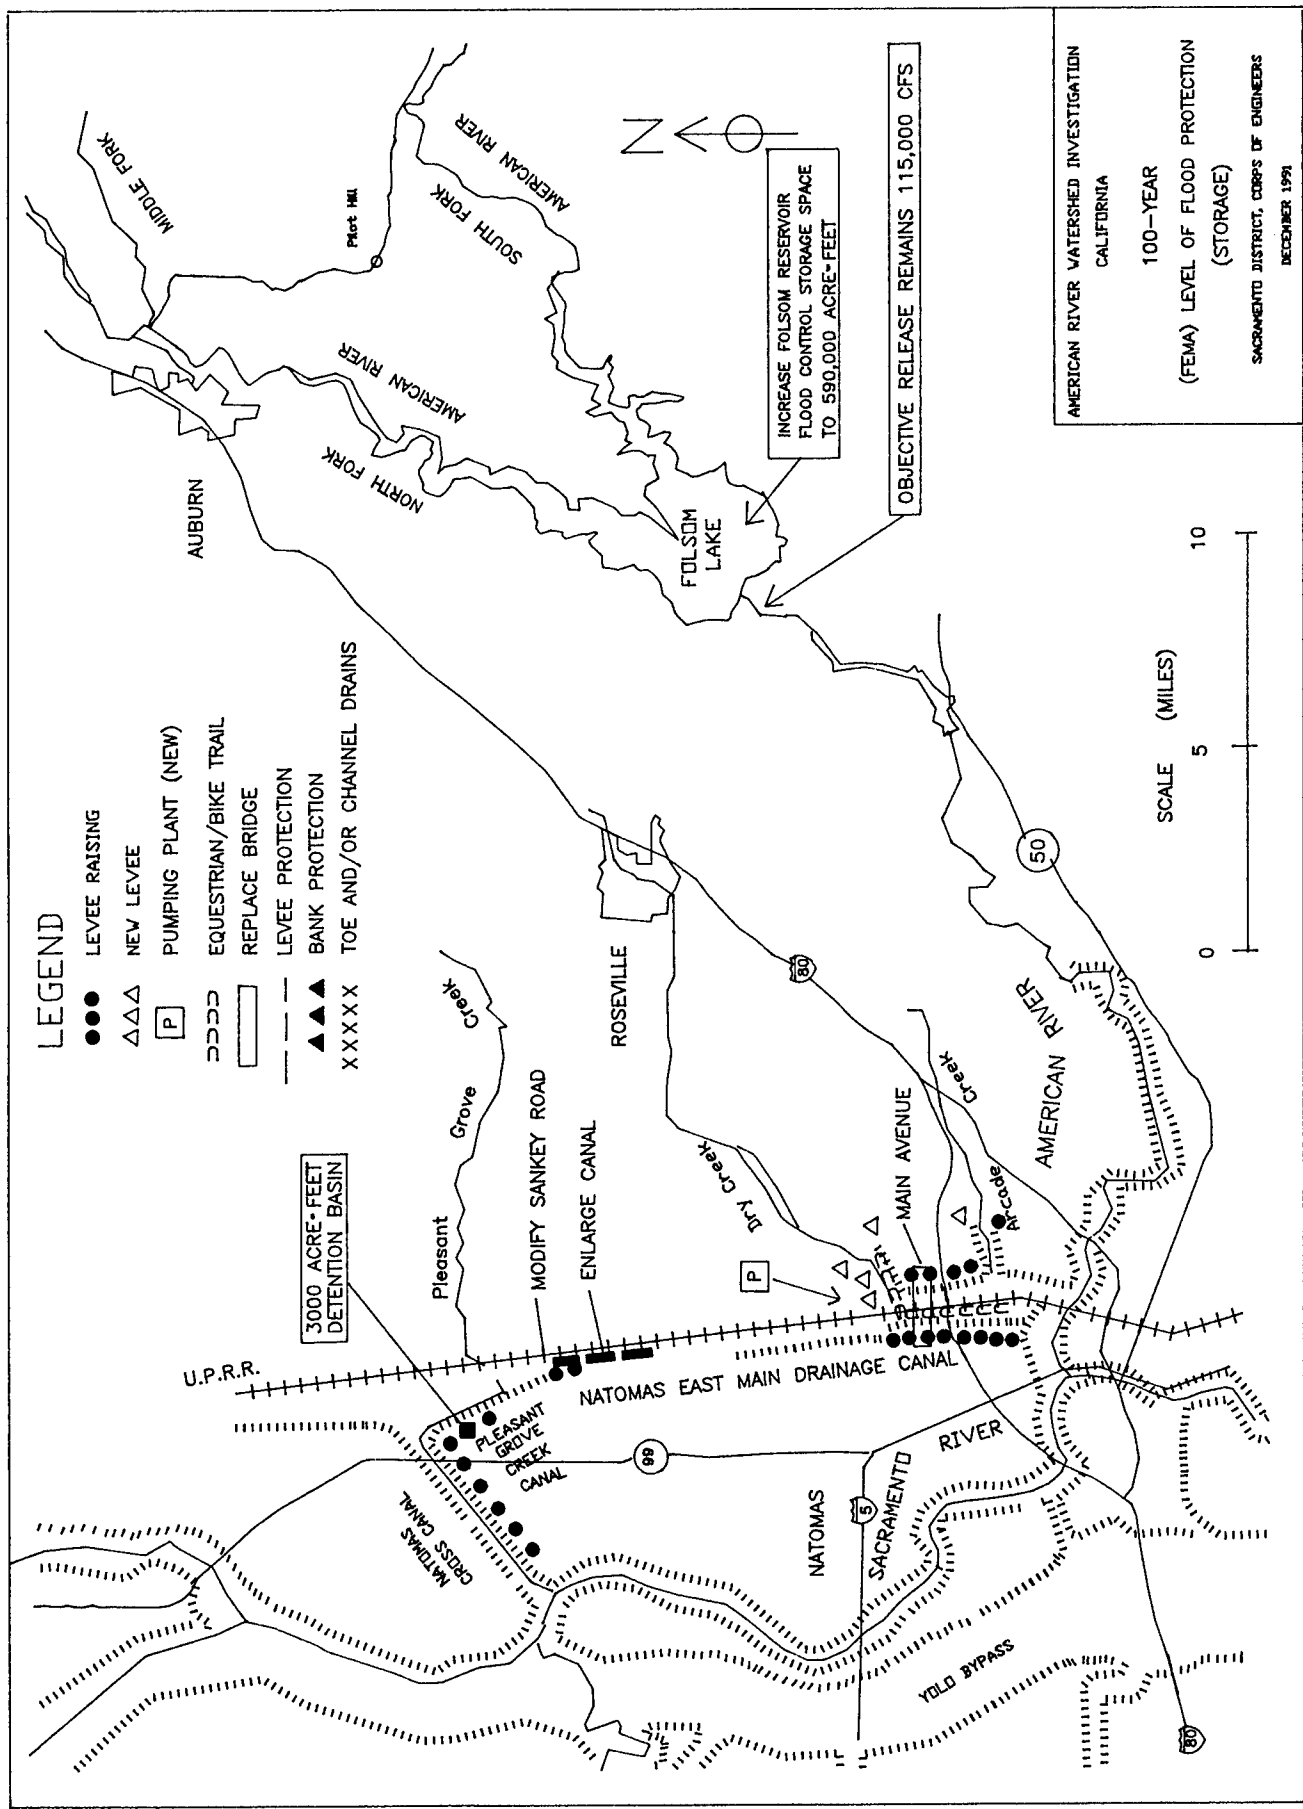 LEGEND
LEVEE RAISING
NEW LEVEE
P PUMPING PLANT (NEW)
EQUESTRIAN/BIKE TRAIL
REPLACE BRIDGE
LEVEE PROTECTION
BANK PROTECTION
XXXX TOE AND/OR CHANNEL DRAINS
MIDDLE FORK
Pilot Hill
AMERICAN RIVER
SOUTH FORK
AMERICAN RIVER
NORTH FORK
AUBURN
N
FOLSOM
LAKE
INCREASE FOLSOM RESERVOIR
FLOOD CONTROL STORAGE SPACE
TO 590,000 ACRE-FEET
OBJECTIVE RELEASE REMAINS 115,000 CFS
3000 ACRE-FEET
DETENTION BASIN
Pleasant Grove Creek
MODIFY SANKEY ROAD
ENLARGE CANAL
ROSEVILLE
80
Dry Creek
P
MAIN AVENUE
Arcade Creek
AMERICAN RIVER
50
U.P.R.R.
NATOMAS EAST MAIN DRAINAGE CANAL
PLEASANT
GROVE
CREEK
CANAL
NATOMAS
CROSS CANAL
99
NATOMAS
5
SACRAMENTO RIVER
YOLO BYPASS
80
0 5 10
SCALE (MILES)
AMERICAN RIVER WATERSHED INVESTIGATION
CALIFORNIA
100-YEAR
(FEMA) LEVEL OF FLOOD PROTECTION
(STORAGE)
SACRAMENTO DISTRICT, CORPS OF ENGINEERS
DECEMBER 1991